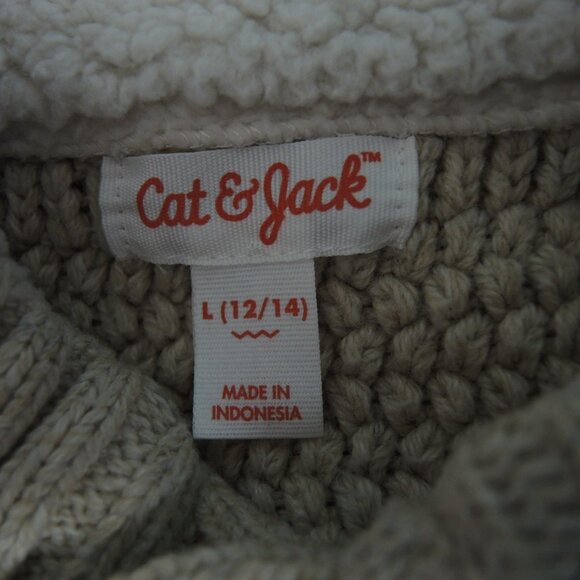 Cat & Jack™
L (12/14)
MADE IN
INDONESIA